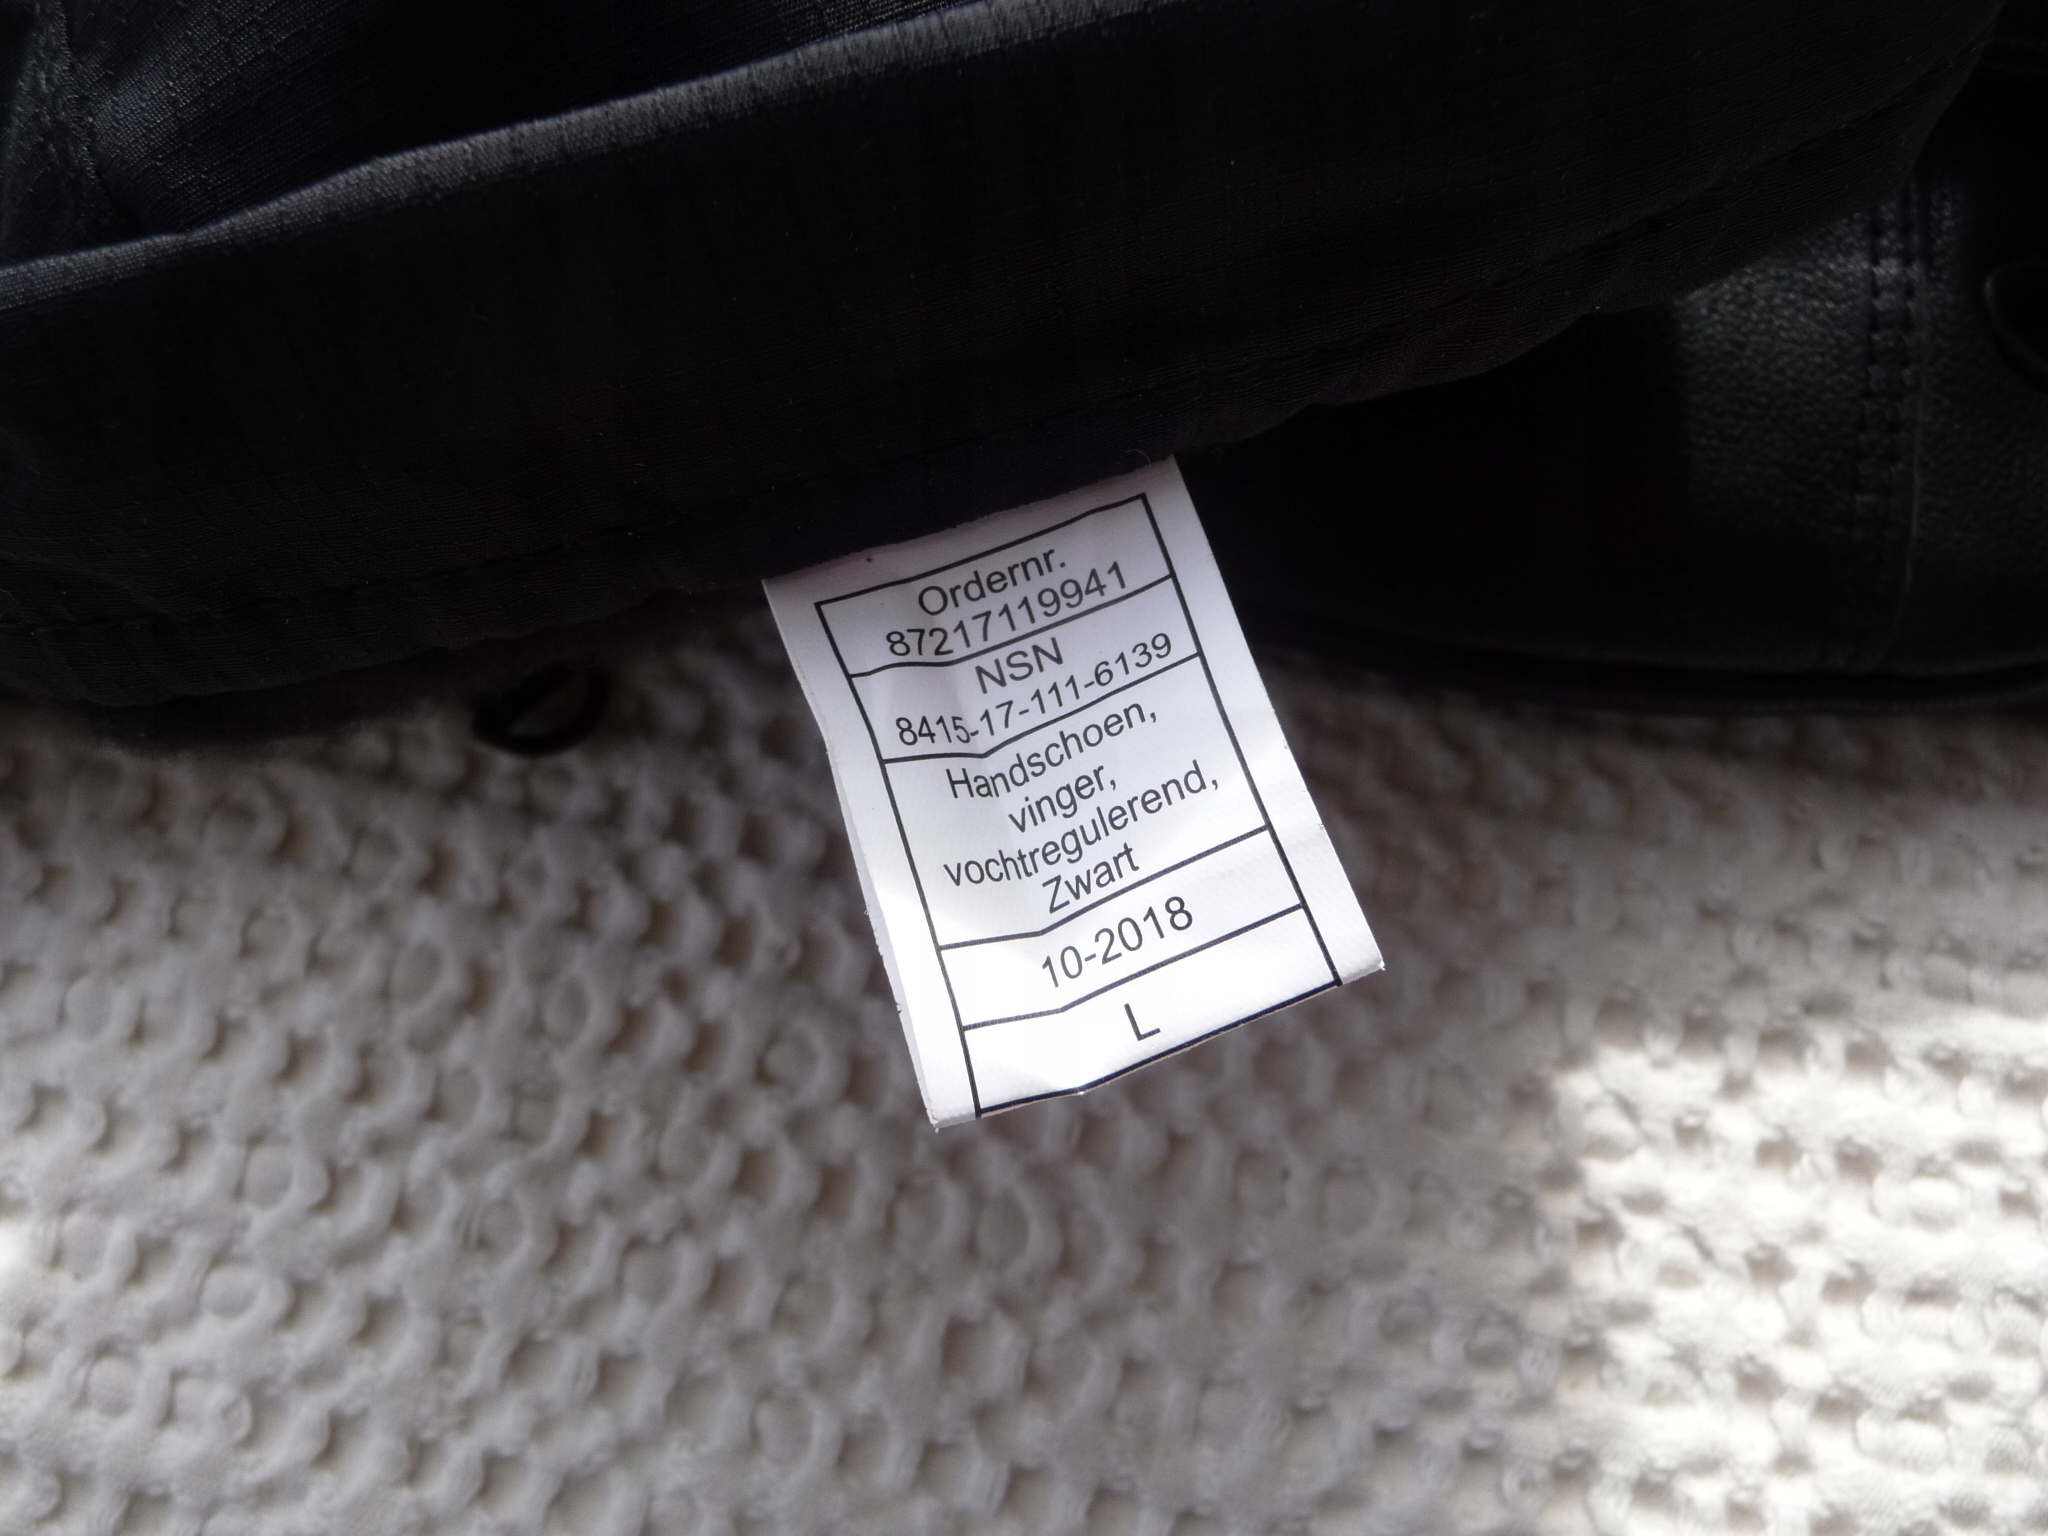 Ordernr.
87217119941
NSN
8415-17-111-6139
Handschoen,
vinger,
vochtregulerend,
Zwart
10-2018
L